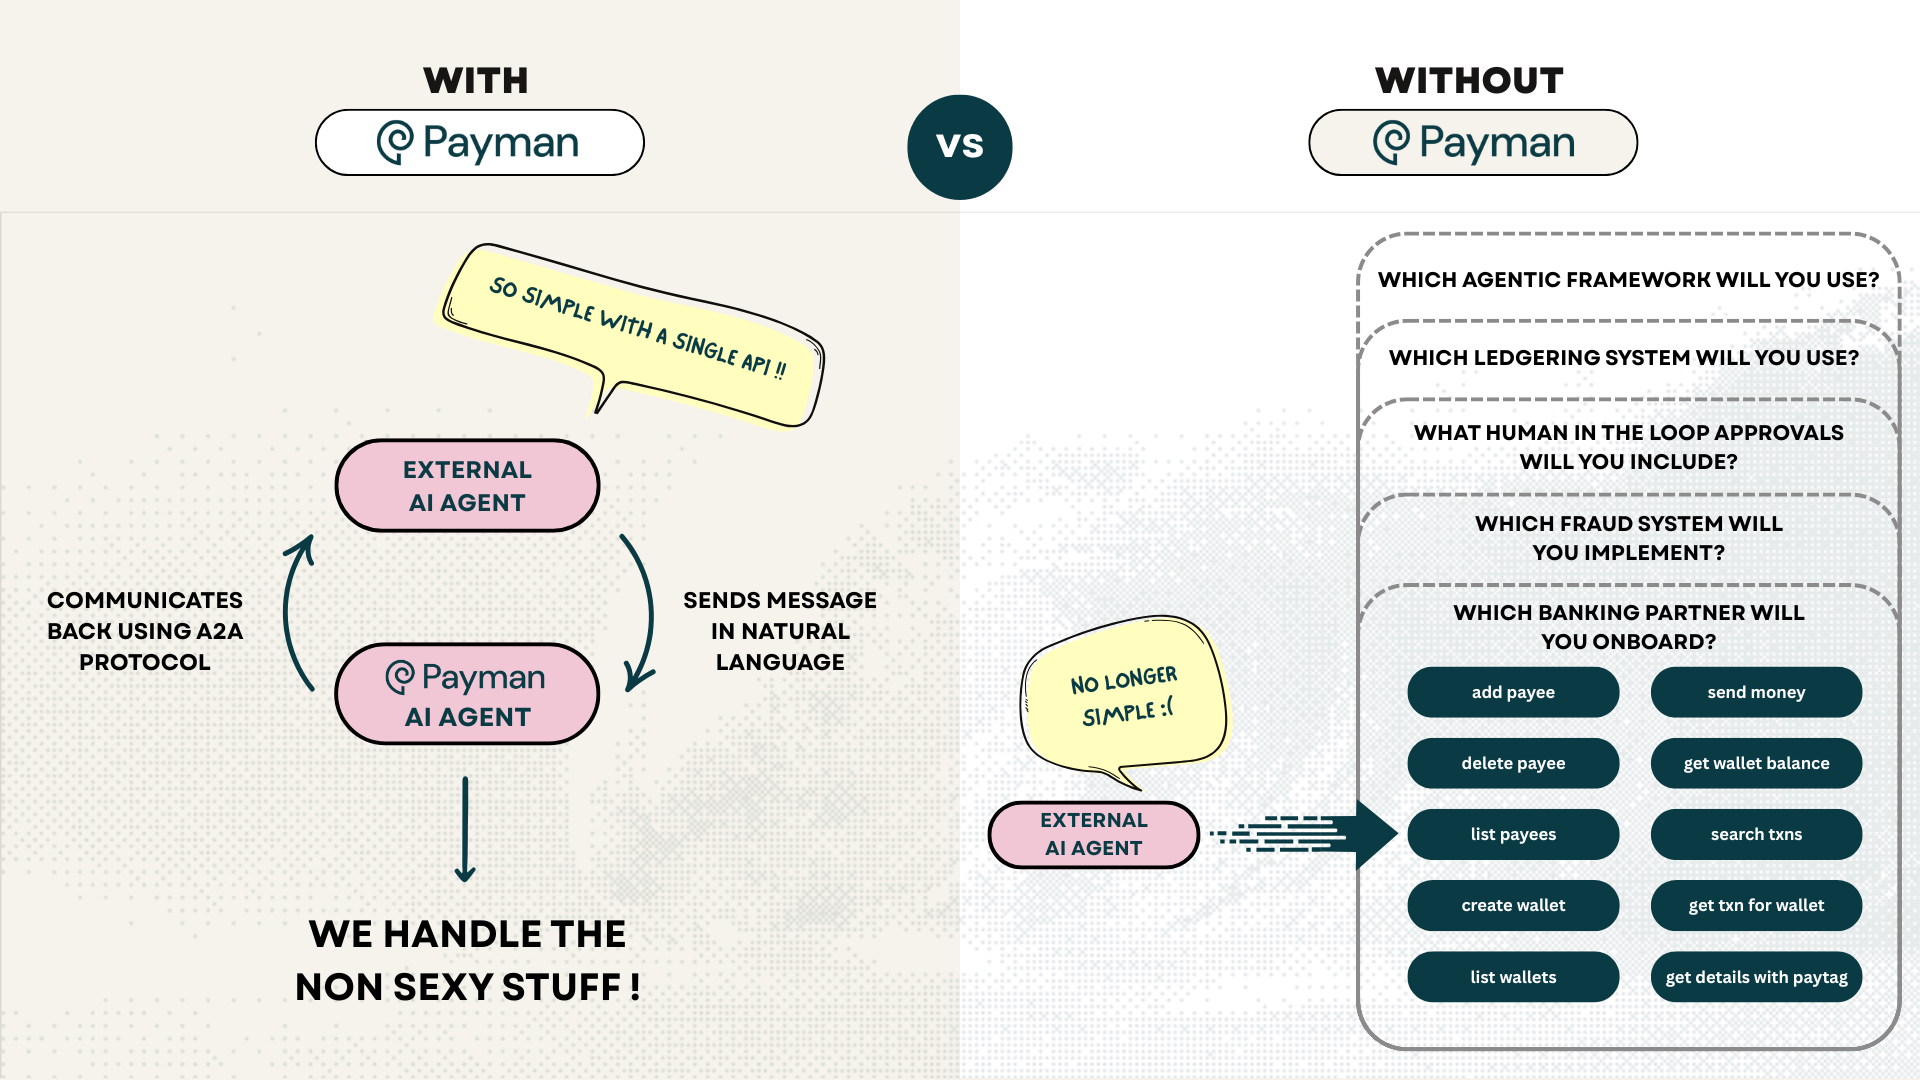 WITH
Payman
VS
WITHOUT
Payman
SO SIMPLE WITH A SINGLE API !!
EXTERNAL
AI AGENT
COMMUNICATES
BACK USING A2A
PROTOCOL
SENDS MESSAGE
IN NATURAL
LANGUAGE
Payman
AI AGENT
WE HANDLE THE
NON SEXY STUFF !
WHICH AGENTIC FRAMEWORK WILL YOU USE?
WHICH LEDGERING SYSTEM WILL YOU USE?
WHAT HUMAN IN THE LOOP APPROVALS
WILL YOU INCLUDE?
WHICH FRAUD SYSTEM WILL
YOU IMPLEMENT?
WHICH BANKING PARTNER WILL
YOU ONBOARD?
NO LONGER
SIMPLE :(
EXTERNAL
AI AGENT
add payee
send money
delete payee
get wallet balance
list payees
search txns
create wallet
get txn for wallet
list wallets
get details with paytag